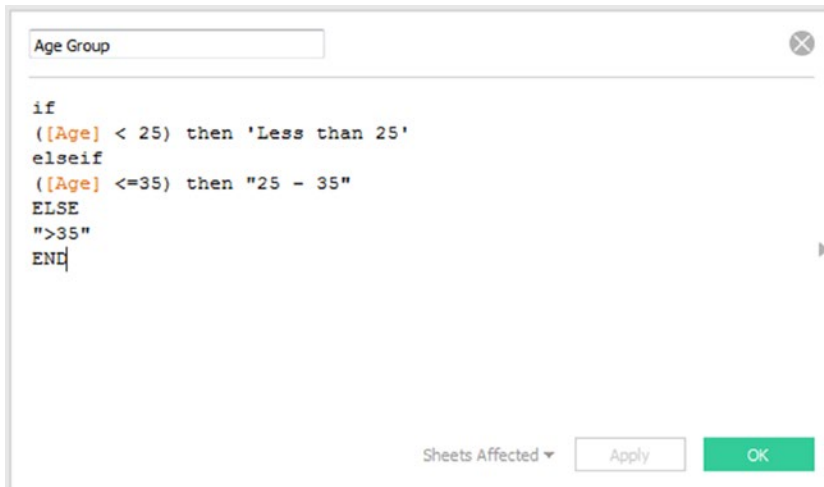 Age Group
if
([Age] < 25) then 'Less than 25'
elseif
([Age] <=35) then "25 - 35"
ELSE
">35"
END
Sheets Affected Apply OK